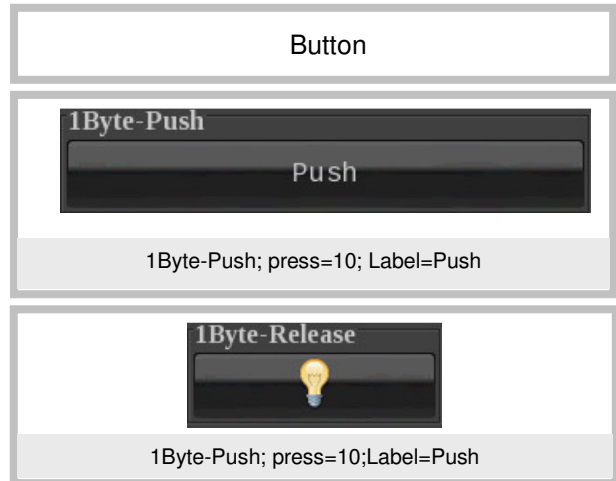 Button
1Byte-Push
Push
1Byte-Push; press=10; Label=Push
1Byte-Release
1Byte-Push; press=10;Label=Push